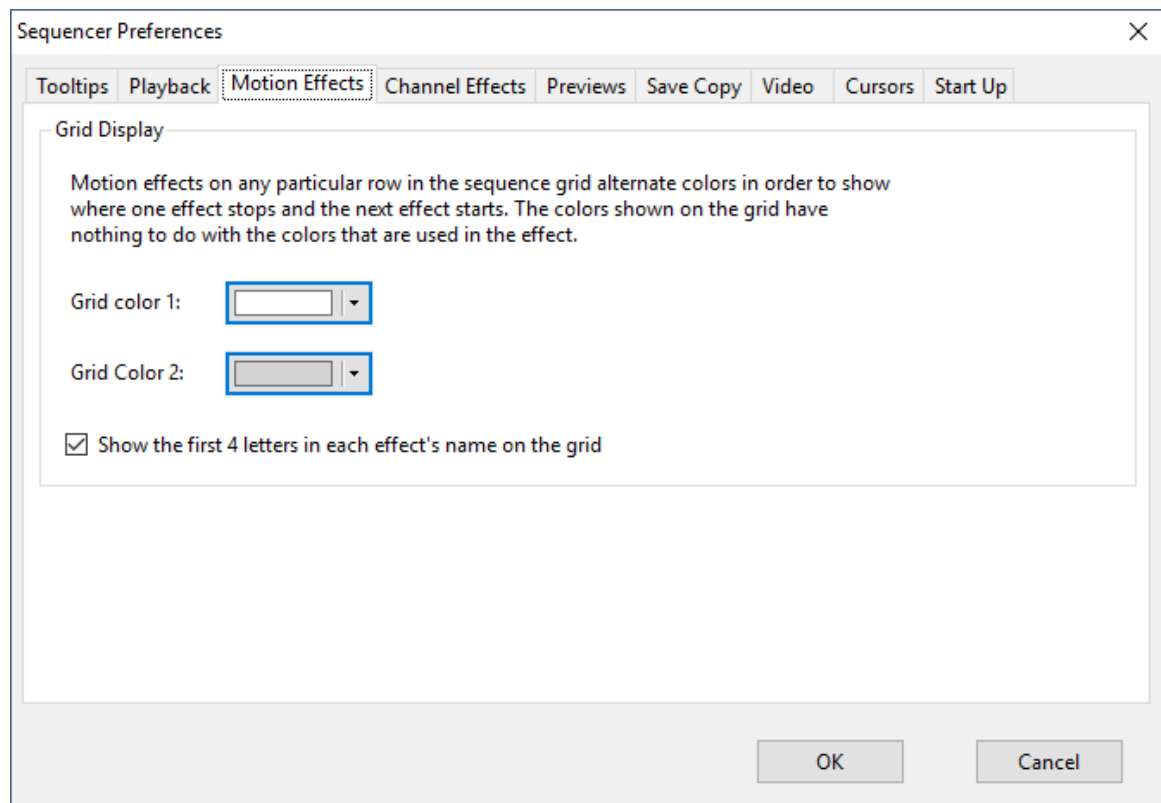 Sequencer Preferences
Tooltips Playback Motion Effects Channel Effects Previews Save Copy Video Cursors Start Up
Grid Display
Motion effects on any particular row in the sequence grid alternate colors in order to show
where one effect stops and the next effect starts. The colors shown on the grid have
nothing to do with the colors that are used in the effect.
Grid color 1:
Grid Color 2:
Show the first 4 letters in each effect's name on the grid
OK Cancel